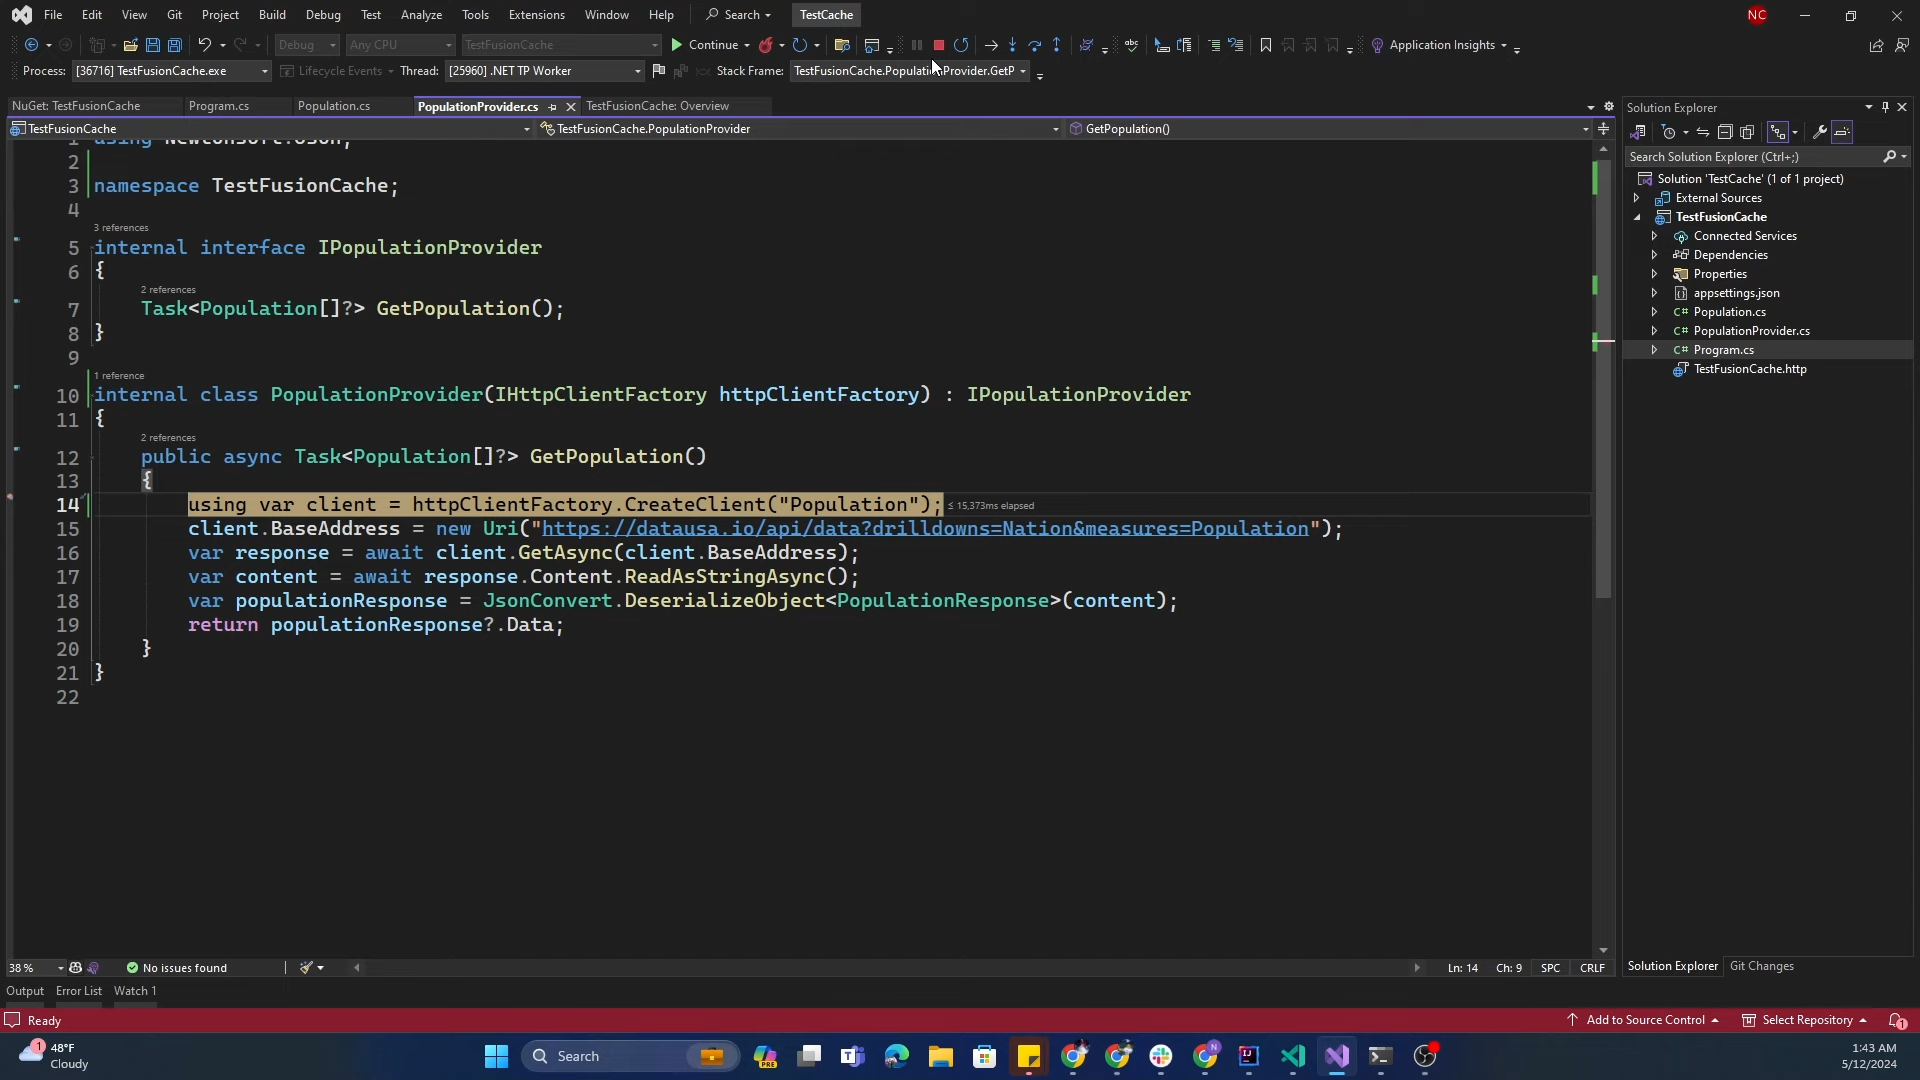 File Edit View Git Project Build Debug Test Analyze Tools Extensions Window Help Search TestCache NC
Debug Any CPU TestFusionCache Continue Application Insights
Process: [36716] TestFusionCache.exe Lifecycle Events Thread: [25960] .NET TP Worker Stack Frame: TestFusionCache.PopulationProvider.GetP
NuGet: TestFusionCache Program.cs Population.cs PopulationProvider.cs TestFusionCache: Overview
TestFusionCache TestFusionCache.PopulationProvider GetPopulation()
1 using Newtonsoft.Json;
2
3 namespace TestFusionCache;
4
3 references
5 internal interface IPopulationProvider
6 {
2 references
7 Task<Population[]?> GetPopulation();
8 }
9
1 reference
10 internal class PopulationProvider(IHttpClientFactory httpClientFactory) : IPopulationProvider
11 {
2 references
12 public async Task<Population[]?> GetPopulation()
13 {
14 using var client = httpClientFactory.CreateClient("Population"); ≤ 15,373ms elapsed
15 client.BaseAddress = new Uri("https://datausa.io/api/data?drilldowns=Nation&measures=Population");
16 var response = await client.GetAsync(client.BaseAddress);
17 var content = await response.Content.ReadAsStringAsync();
18 var populationResponse = JsonConvert.DeserializeObject<PopulationResponse>(content);
19 return populationResponse?.Data;
20 }
21 }
22
Solution Explorer
Search Solution Explorer (Ctrl+;)
Solution 'TestCache' (1 of 1 project)
External Sources
TestFusionCache
Connected Services
Dependencies
Properties
appsettings.json
C# Population.cs
C# PopulationProvider.cs
C# Program.cs
TestFusionCache.http
38 % No issues found Ln: 14 Ch: 9 SPC CRLF
Solution Explorer Git Changes
Output Error List Watch 1
Ready Add to Source Control Select Repository 1
1 48°F
Cloudy
Search
1:43 AM
5/12/2024